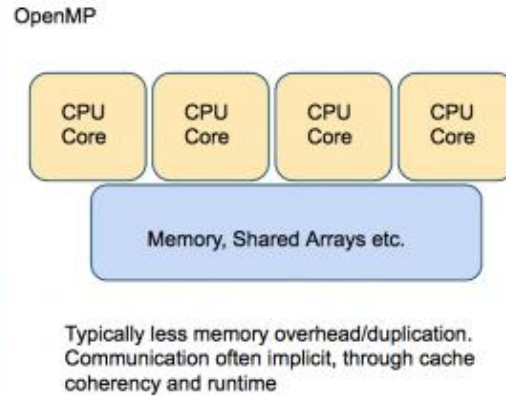 OpenMP
CPU
Core
CPU
Core
CPU
Core
CPU
Core
Memory, Shared Arrays etc.
Typically less memory overhead/duplication.
Communication often implicit, through cache
coherency and runtime